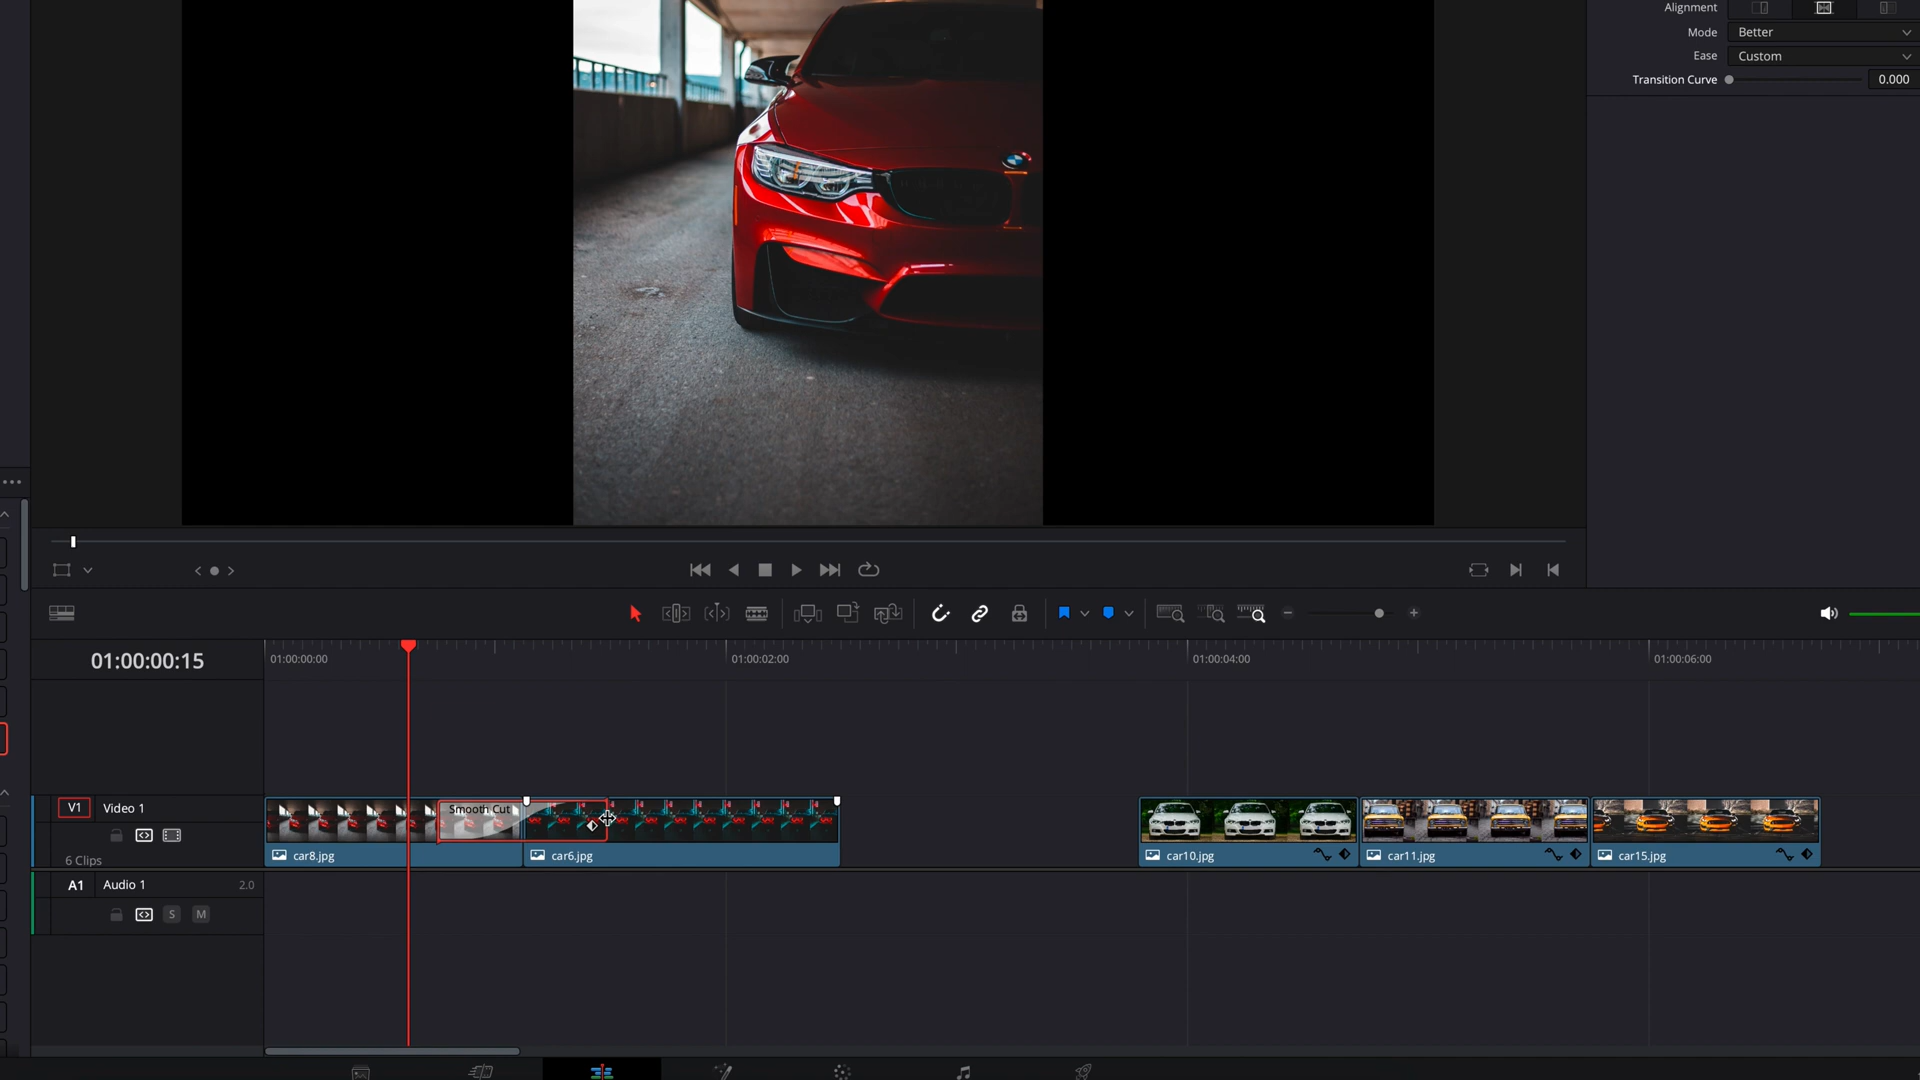 Alignment
Mode Better
Ease Custom
Transition Curve 0.000
01:00:00:15
01:00:00:00 01:00:02:00 01:00:04:00 01:00:06:00
V1 Video 1
6 Clips
Smooth Cut
car8.jpg car6.jpg car10.jpg car11.jpg car15.jpg
A1 Audio 1 2.0
S M